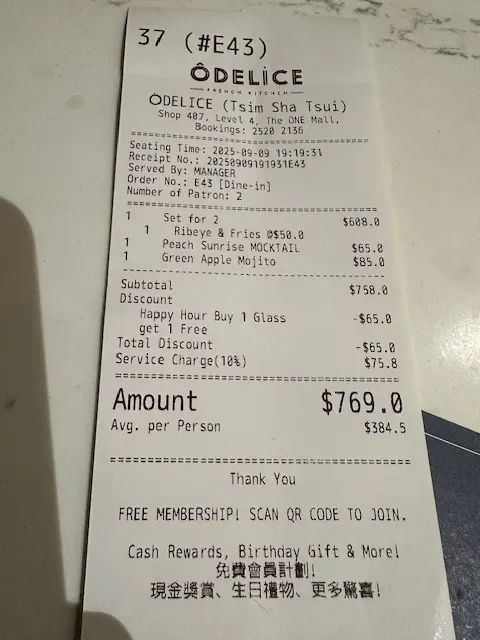 37 (#E43)
ÔDELICE
FRENCH KITCHEN
ÔDELICE (Tsim Sha Tsui)
Shop 407, Level 4, The ONE Mall,
Bookings: 2520 2136
Seating Time: 2025-09-09 19:19:31
Receipt No.: 20250909191931E43
Served By: MANAGER
Order No.: E43 [Dine-in]
Number of Patron: 2
1 Set for 2 $608.0
1 Ribeye & Fries @$50.0
1 Peach Sunrise MOCKTAIL $65.0
1 Green Apple Mojito $85.0
Subtotal $758.0
Discount
Happy Hour Buy 1 Glass -$65.0
get 1 Free
Total Discount -$65.0
Service Charge(10%) $75.8
Amount $769.0
Avg. per Person $384.5
Thank You
FREE MEMBERSHIP! SCAN QR CODE TO JOIN.
Cash Rewards, Birthday Gift & More!
免費會員計劃!
現金獎賞、生日禮物、更多驚喜!